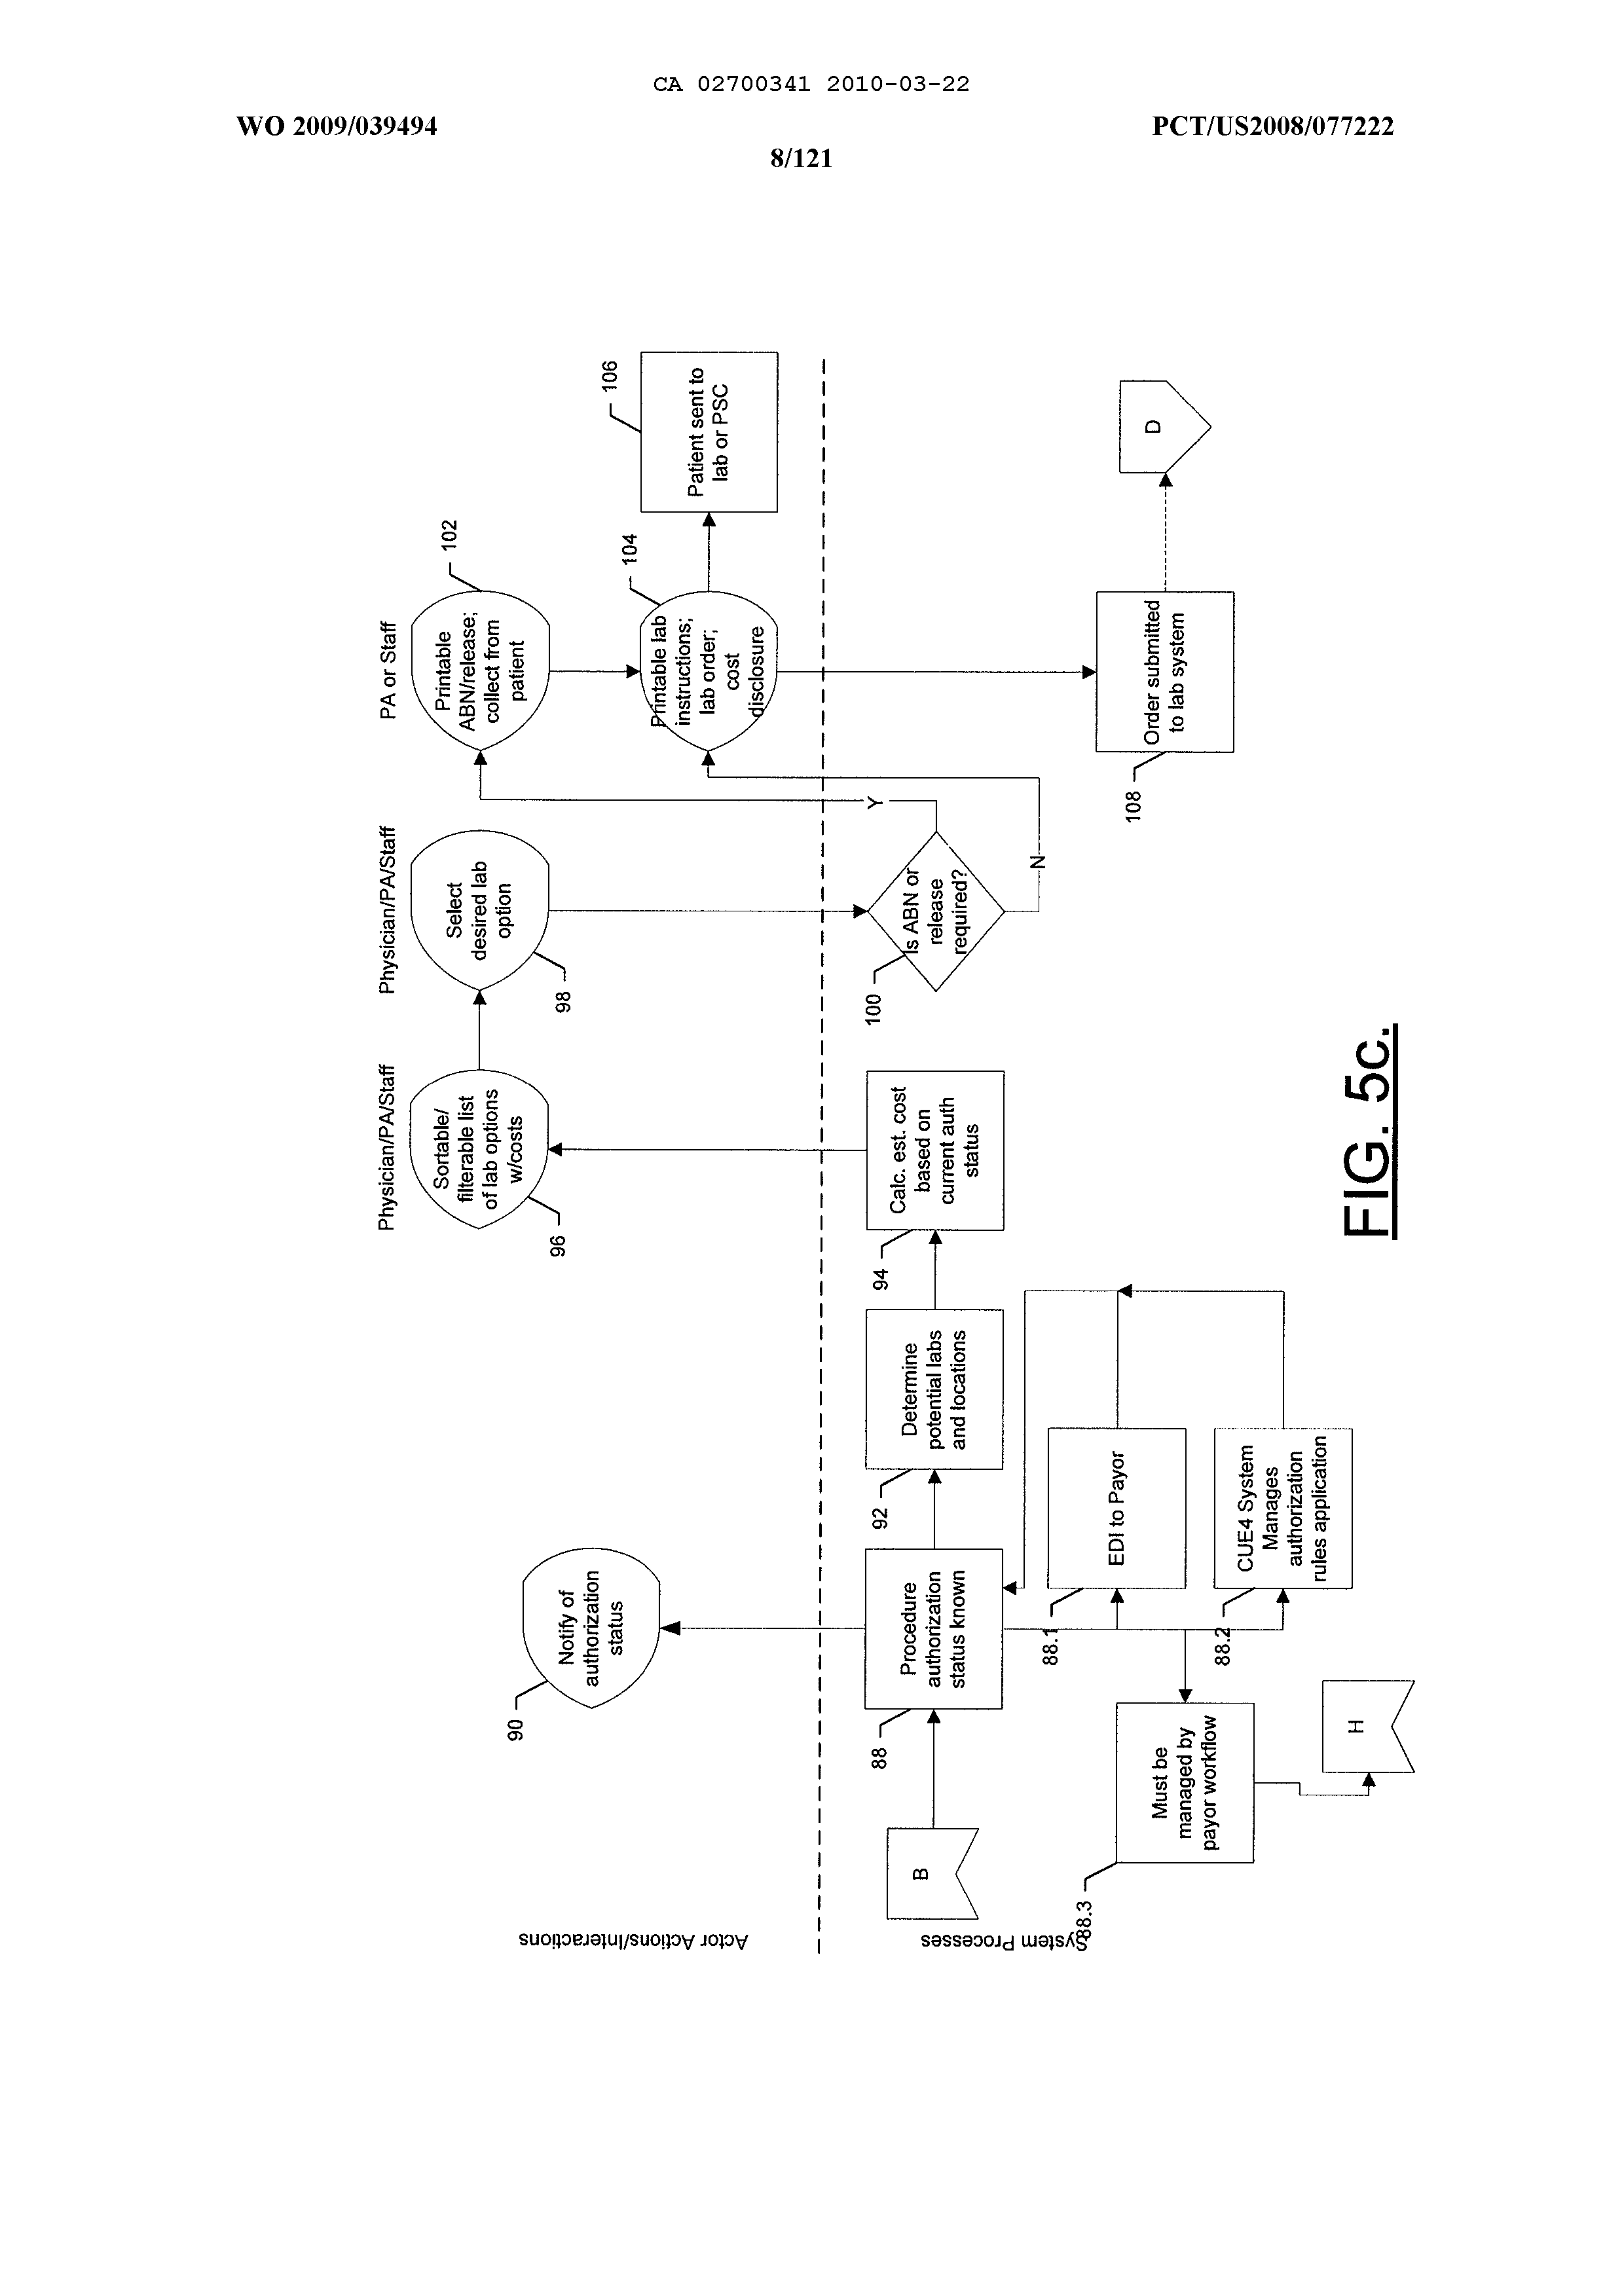 CA 02700341 2010-03-22
WO 2009/039494
PCT/US2008/077222
8/121
Actor Actions/Interactions
System Processes
Physician/PA/Staff
Physician/PA/Staff
PA or Staff
B
88
Procedure
authorization
status known
90
Notify of
authorization
status
88.1
EDI to Payor
88.2
CUE4 System
Manages
authorization
rules application
88.3
Must be
managed by
payor workflow
H
92
Determine
potential labs
and locations
94
Calc. est. cost
based on
current auth
status
96
Sortable/
filterable list
of lab options
w/costs
98
Select
desired lab
option
100
Is ABN or
release
required?
Y
N
102
Printable
ABN/release;
collect from
patient
104
Printable lab
instructions;
lab order;
cost
disclosure
106
Patient sent to
lab or PSC
108
Order submitted
to lab system
D
FIG. 5c.